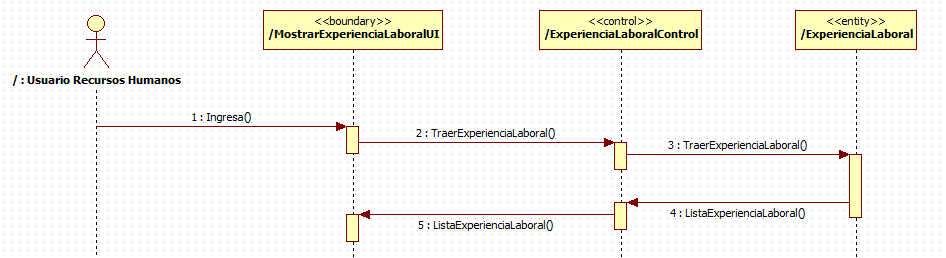 <<boundary>>
/MostrarExperienciaLaboralUI
<<control>>
/ExperienciaLaboralControl
<<entity>>
/ExperienciaLaboral
/ : Usuario Recursos Humanos
1 : Ingresa()
2 : TraerExperienciaLaboral()
3 : TraerExperienciaLaboral()
4 : ListaExperienciaLaboral()
5 : ListaExperienciaLaboral()